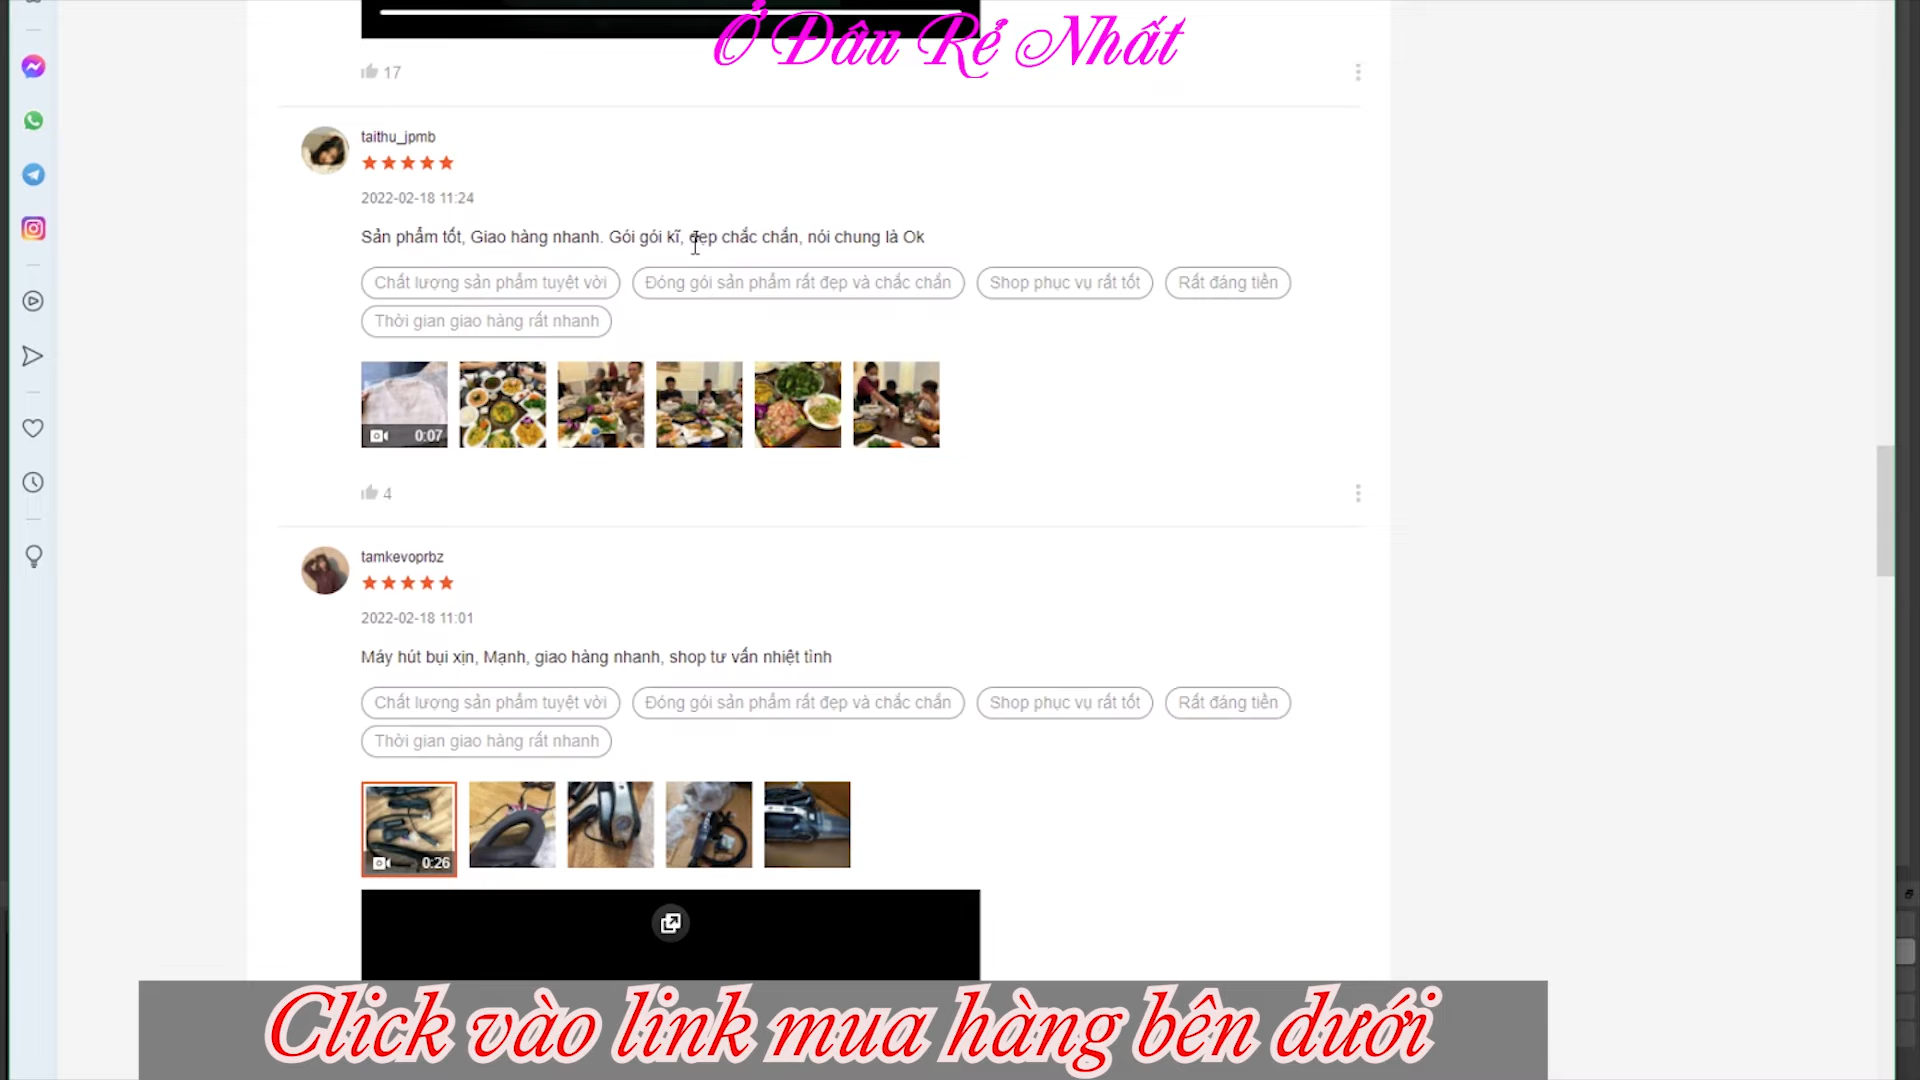 Ở Đâu Rẻ Nhất
17
taithu_jpmb
2022-02-18 11:24
Sản phẩm tốt, Giao hàng nhanh. Gói gói kĩ, đẹp chắc chắn, nói chung là Ok
Chất lượng sản phẩm tuyệt vời Đóng gói sản phẩm rất đẹp và chắc chắn Shop phục vụ rất tốt Rất đáng tiền
Thời gian giao hàng rất nhanh
0:07
4
tamkevoprbz
2022-02-18 11:01
Máy hút bụi xịn, Mạnh, giao hàng nhanh, shop tư vấn nhiệt tình
Chất lượng sản phẩm tuyệt vời Đóng gói sản phẩm rất đẹp và chắc chắn Shop phục vụ rất tốt Rất đáng tiền
Thời gian giao hàng rất nhanh
0:26
Click vào link mua hàng bên dưới